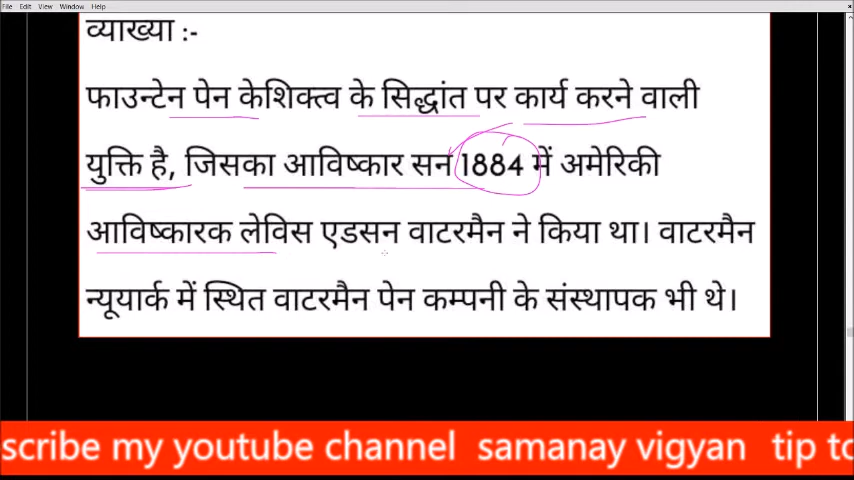 File Edit View Window Help
व्याख्या :-
फाउन्टेन पेन केशिक्त्व के सिद्धांत पर कार्य करने वाली
युक्ति है, जिसका आविष्कार सन 1884 में अमेरिकी
आविष्कारक लेविस एडसन वाटरमैन ने किया था। वाटरमैन
न्यूयार्क में स्थित वाटरमैन पेन कम्पनी के संस्थापक भी थे।
scribe my youtube channel samanay vigyan tip to